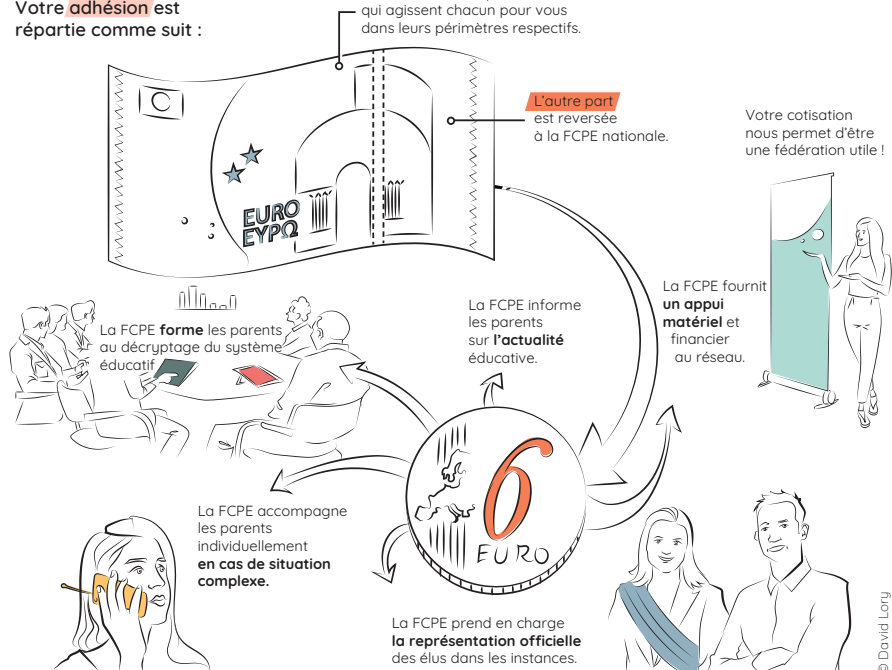 Votre adhésion est
répartie comme suit :
qui agissent chacun pour vous
dans leurs périmètres respectifs.
L'autre part
est reversée
à la FCPE nationale.
Votre cotisation
nous permet d'être
une fédération utile !
EURO
ΕΥΡΩ
La FCPE forme les parents
au décryptage du système
éducatif
La FCPE informe
les parents
sur l'actualité
éducative.
La FCPE fournit
un appui
matériel et
financier
au réseau.
6
EURO
La FCPE accompagne
les parents
individuellement
en cas de situation
complexe.
La FCPE prend en charge
la représentation officielle
des élus dans les instances.
© David Lory